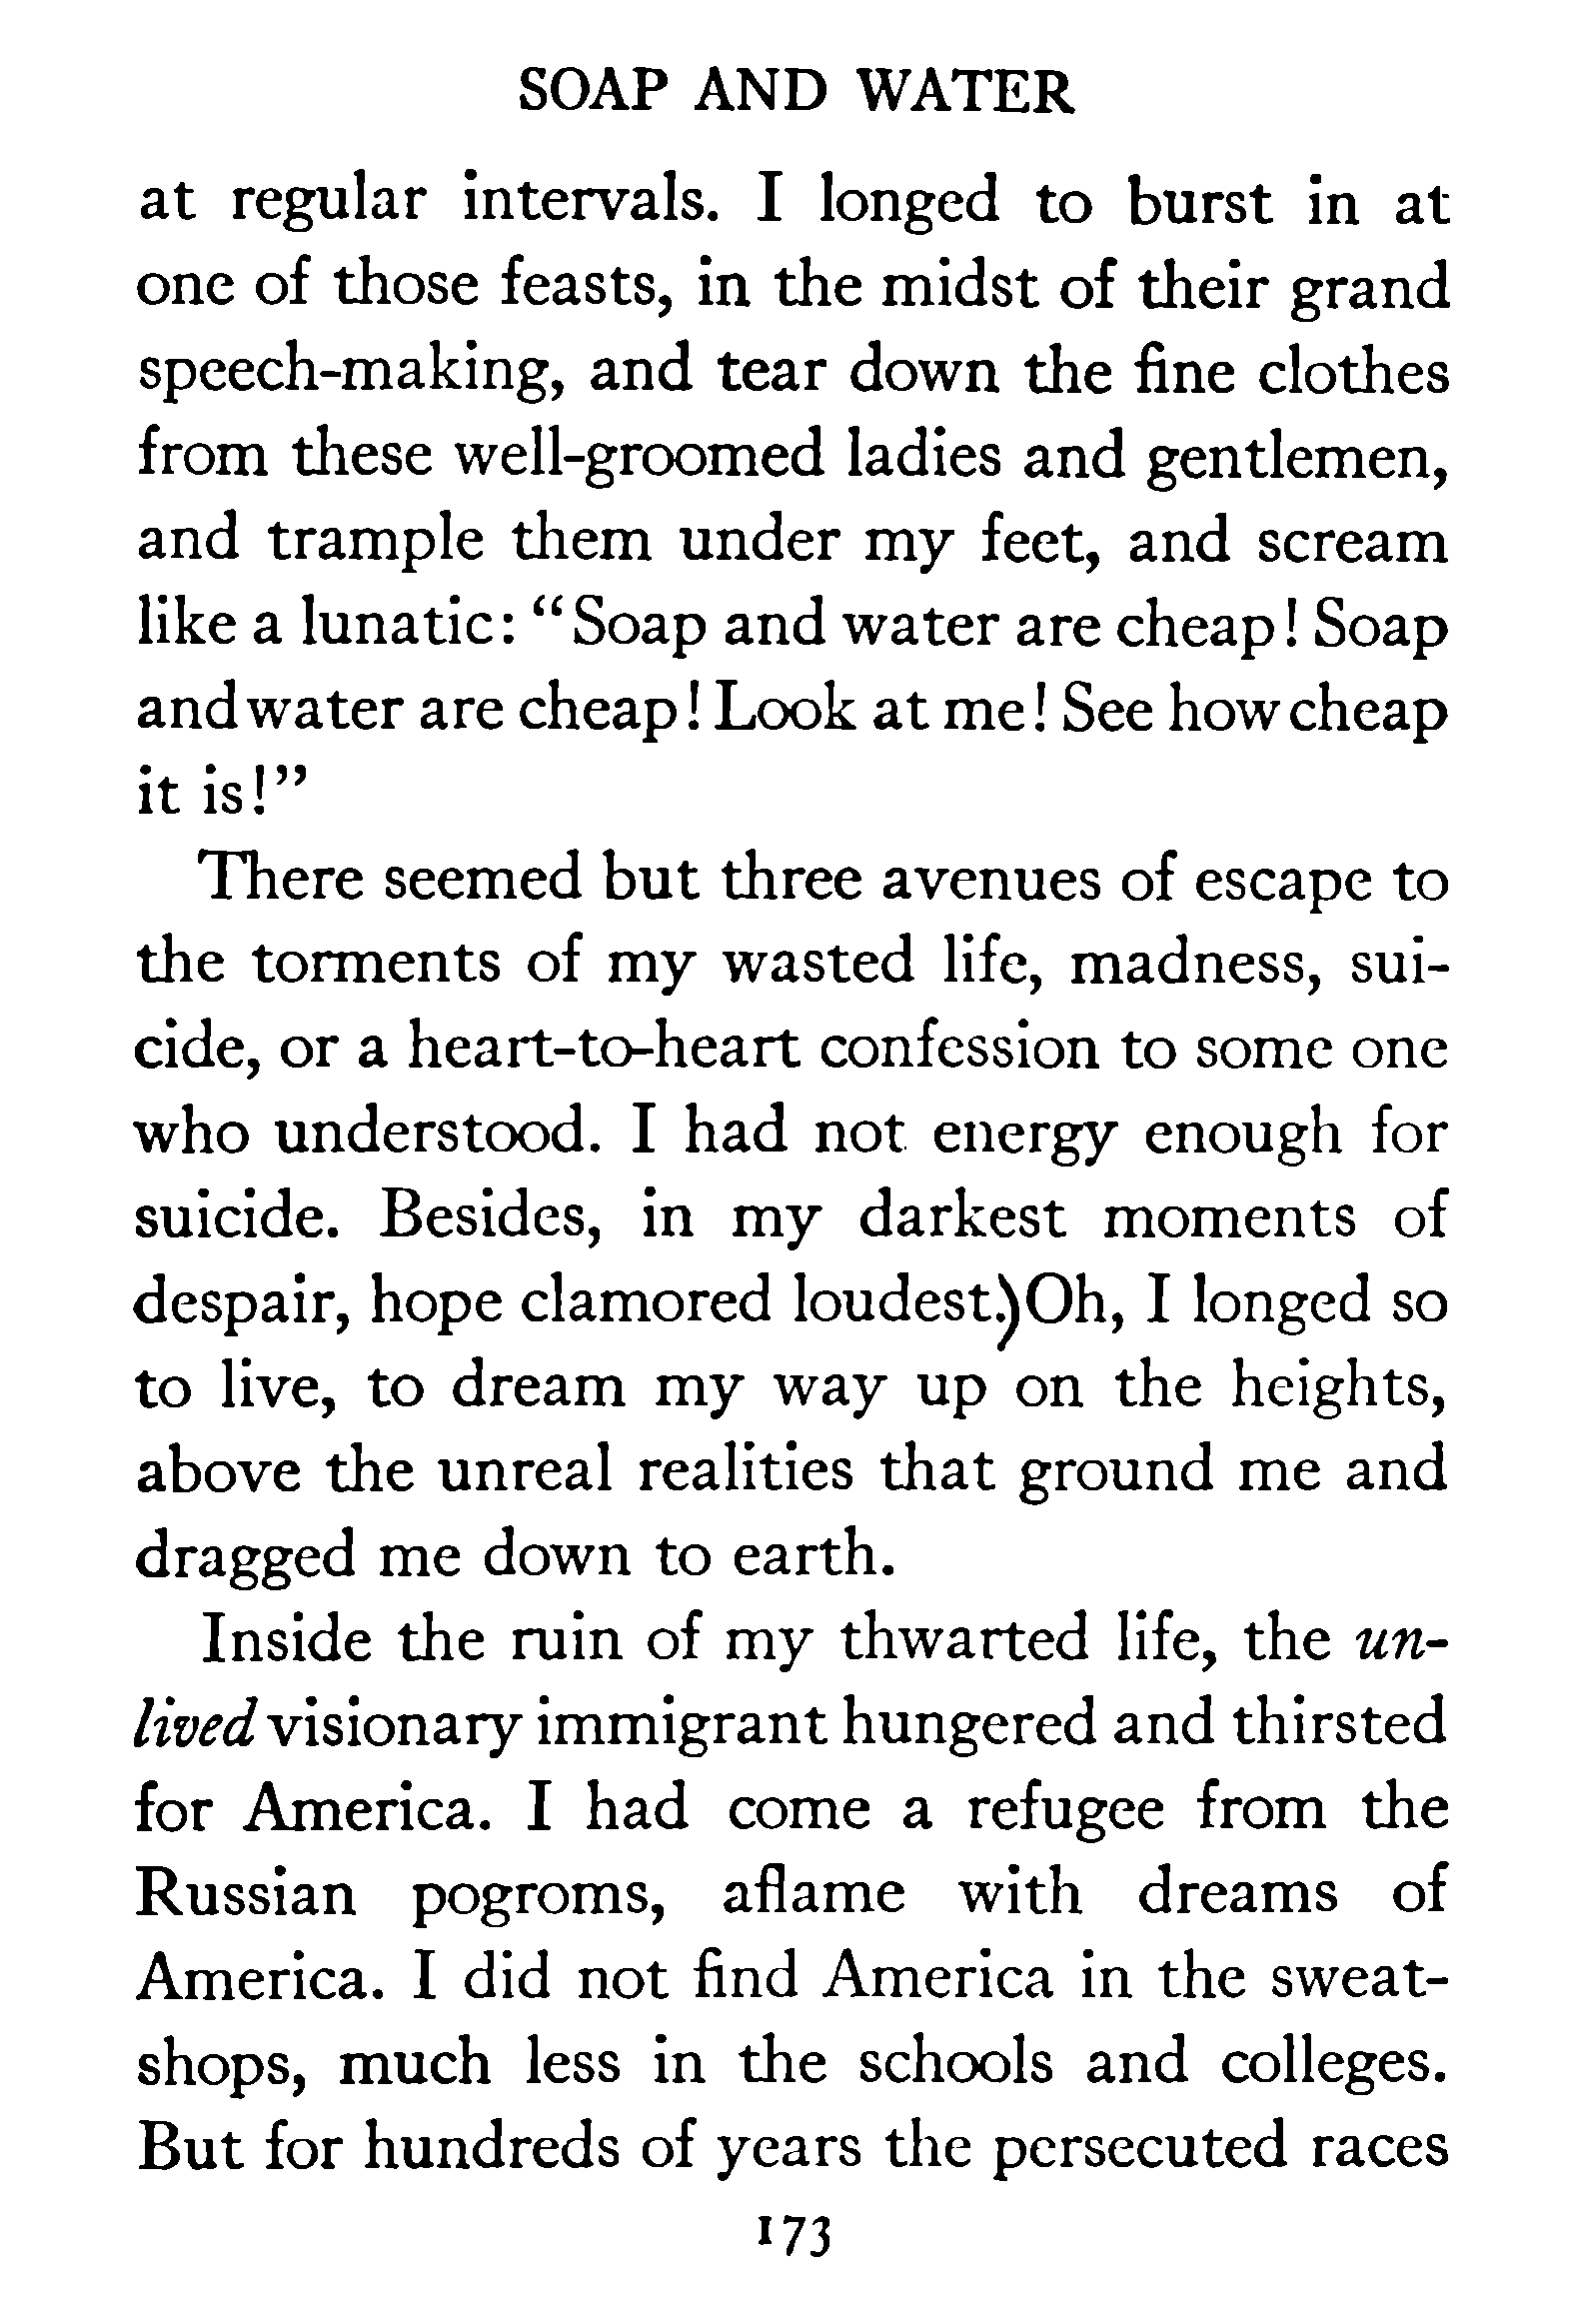 SOAP AND WATER
at regular intervals. I longed to burst in at
one of those feasts, in the midst of their grand
speech-making, and tear down the fine clothes
from these well-groomed ladies and gentlemen,
and trample them under my feet, and scream
like a lunatic: “Soap and water are cheap! Soap
and water are cheap! Look at me! See how cheap
it is!”
There seemed but three avenues of escape to
the torments of my wasted life, madness, sui-
cide, or a heart-to-heart confession to some one
who understood. I had not energy enough for
suicide. Besides, in my darkest moments of
despair, hope clamored loudest.) Oh, I longed so
to live, to dream my way up on the heights,
above the unreal realities that ground me and
dragged me down to earth.
Inside the ruin of my thwarted life, the un-
lived visionary immigrant hungered and thirsted
for America. I had come a refugee from the
Russian pogroms, aflame with dreams of
America. I did not find America in the sweat-
shops, much less in the schools and colleges.
But for hundreds of years the persecuted races
173